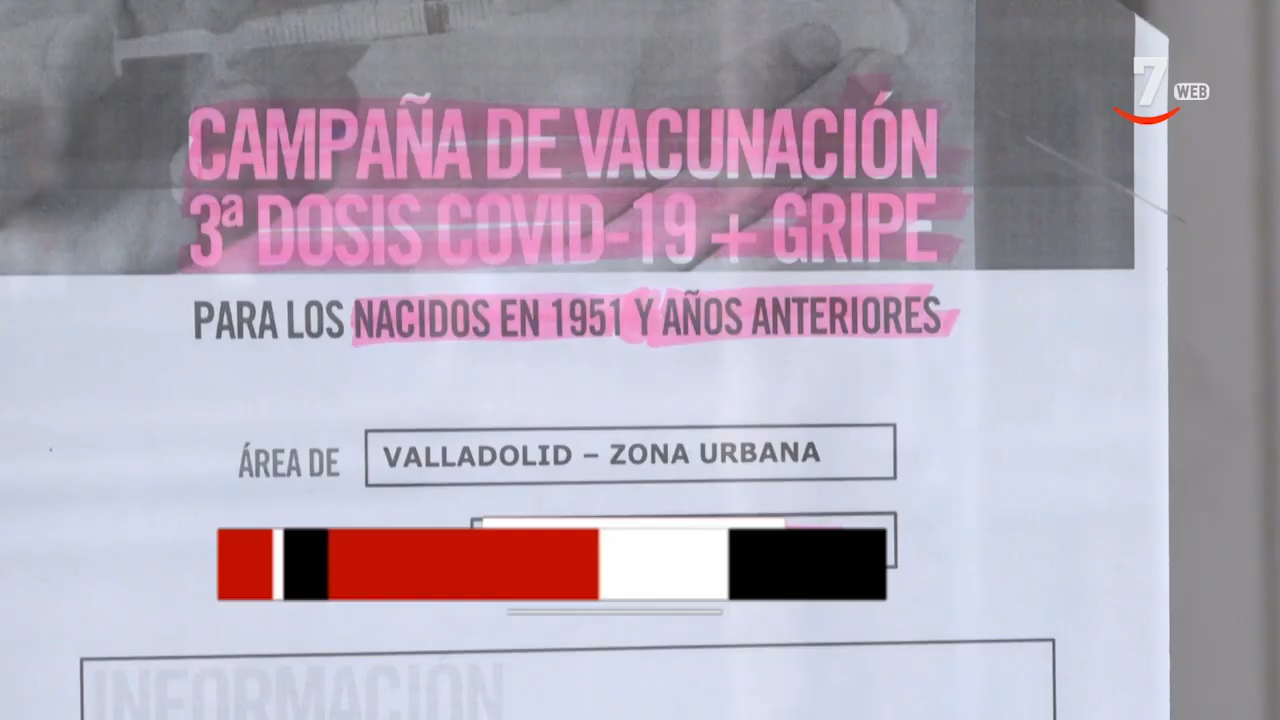 7 WEB
CAMPAÑA DE VACUNACIÓN
3ª DOSIS COVID-19 + GRIPE
PARA LOS NACIDOS EN 1951 Y AÑOS ANTERIORES
ÁREA DE VALLADOLID – ZONA URBANA
INFORMACIÓN